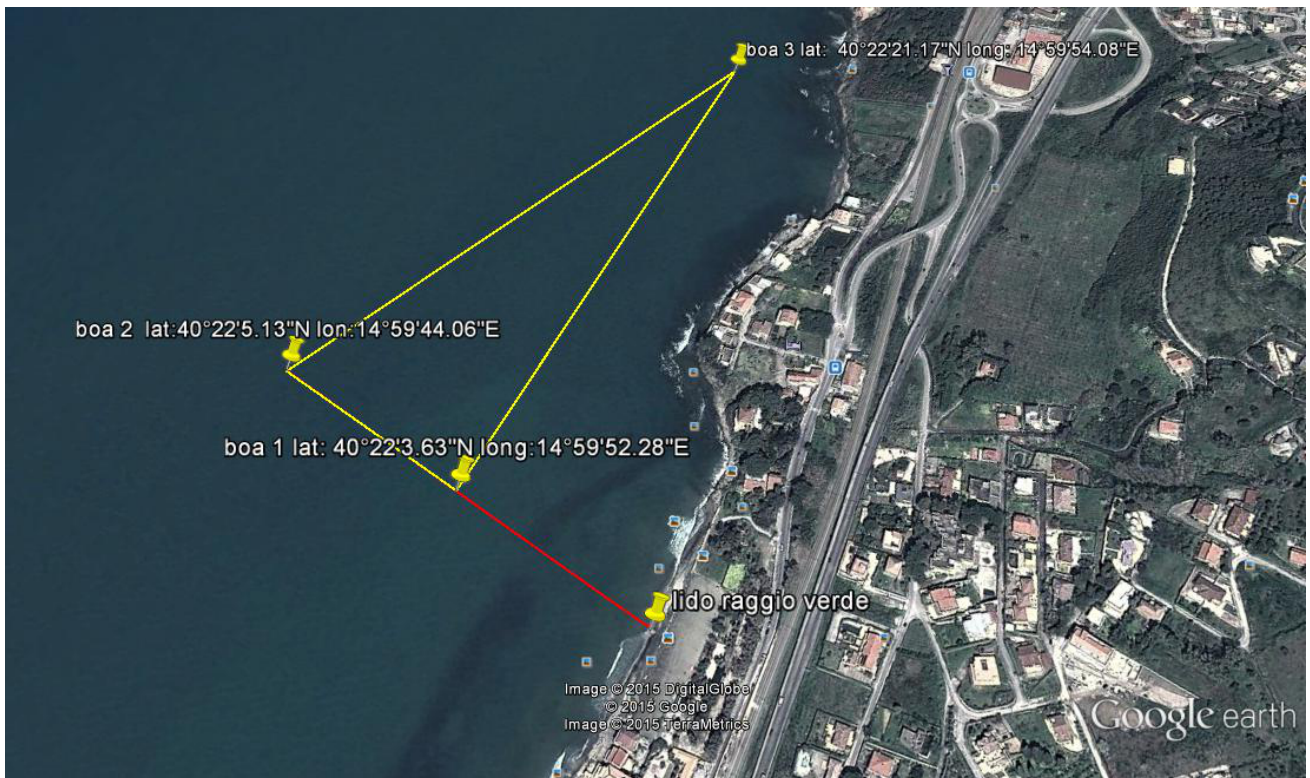 boa 3 lat:  40°22'21.17"N long: 14°59'54.08"E
boa 2  lat:40°22'5.13"N lon:14°59'44.06"E
boa 1 lat: 40°22'3.63"N long:14°59'52.28"E
lido raggio verde
Image © 2015 DigitalGlobe
© 2015 Google
Image © 2015 TerraMetrics
Google earth